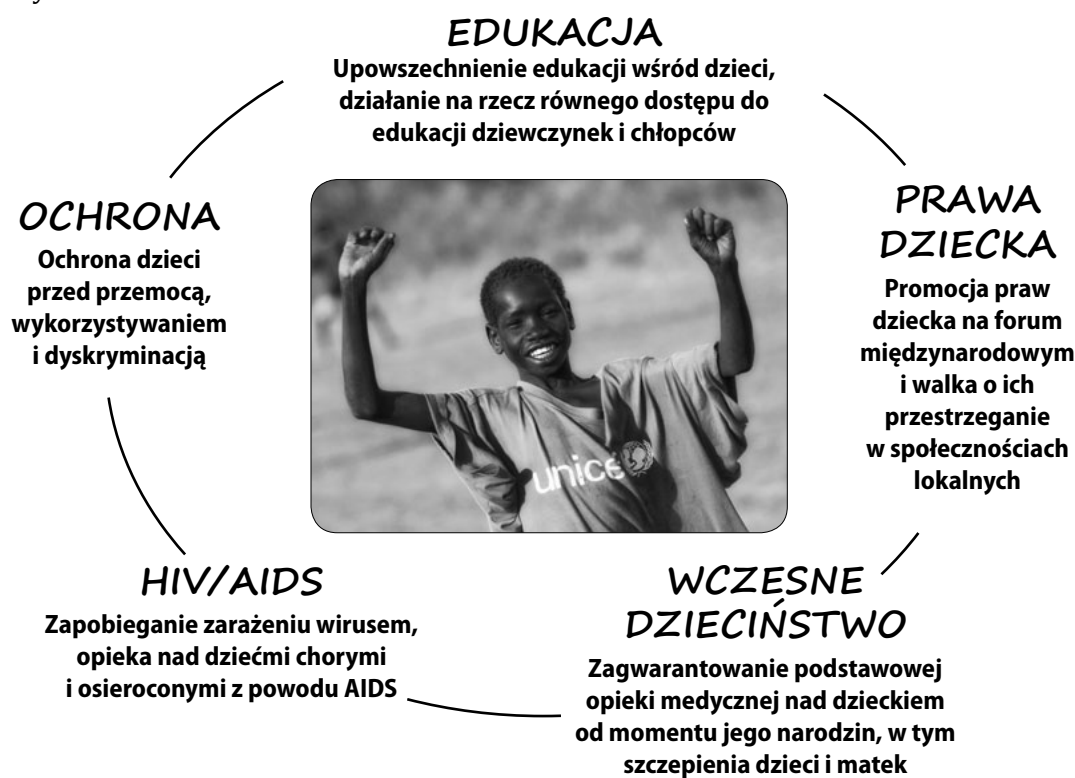 EDUKACJA
Upowszechnienie edukacji wśród dzieci,
działanie na rzecz równego dostępu do
edukacji dziewczynek i chłopców
PRAWA
DZIECKA
Promocja praw
dziecka na forum
międzynarodowym
i walka o ich
przestrzeganie
w społecznościach
lokalnych
WCZESNE
DZIECIŃSTWO
Zagwarantowanie podstawowej
opieki medycznej nad dzieckiem
od momentu jego narodzin, w tym
szczepienia dzieci i matek
HIV/AIDS
Zapobieganie zarażeniu wirusem,
opieka nad dziećmi chorymi
i osieroconymi z powodu AIDS
OCHRONA
Ochrona dzieci
przed przemocą,
wykorzystywaniem
i dyskryminacją
unice